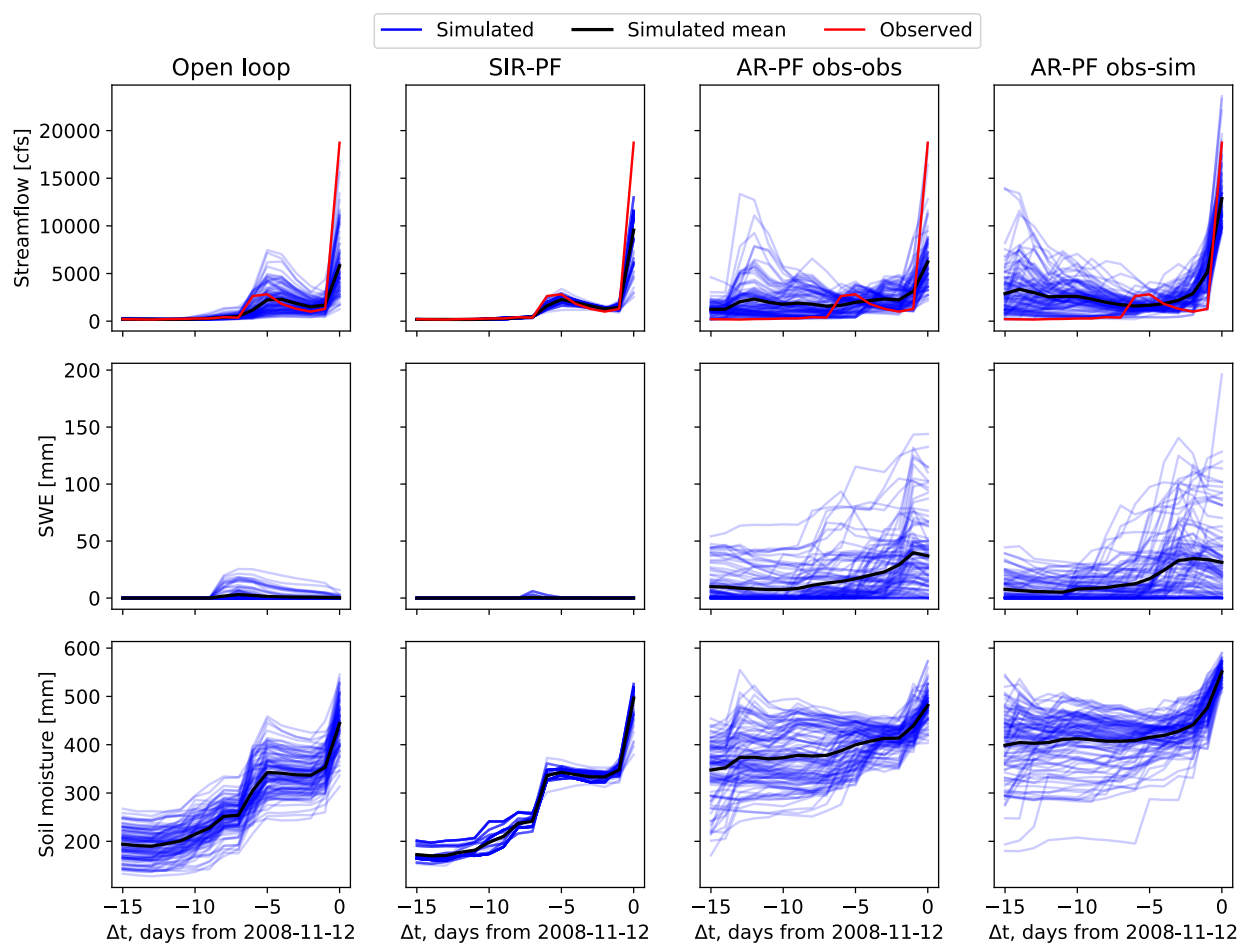 Simulated Simulated mean Observed
Open loop SIR-PF AR-PF obs-obs AR-PF obs-sim
Streamflow [cfs]
20000
15000
10000
5000
0
SWE [mm]
200
150
100
50
0
Soil moisture [mm]
600
500
400
300
200
−15 −10 −5 0 −15 −10 −5 0 −15 −10 −5 0 −15 −10 −5 0
Δt, days from 2008-11-12 Δt, days from 2008-11-12 Δt, days from 2008-11-12 Δt, days from 2008-11-12